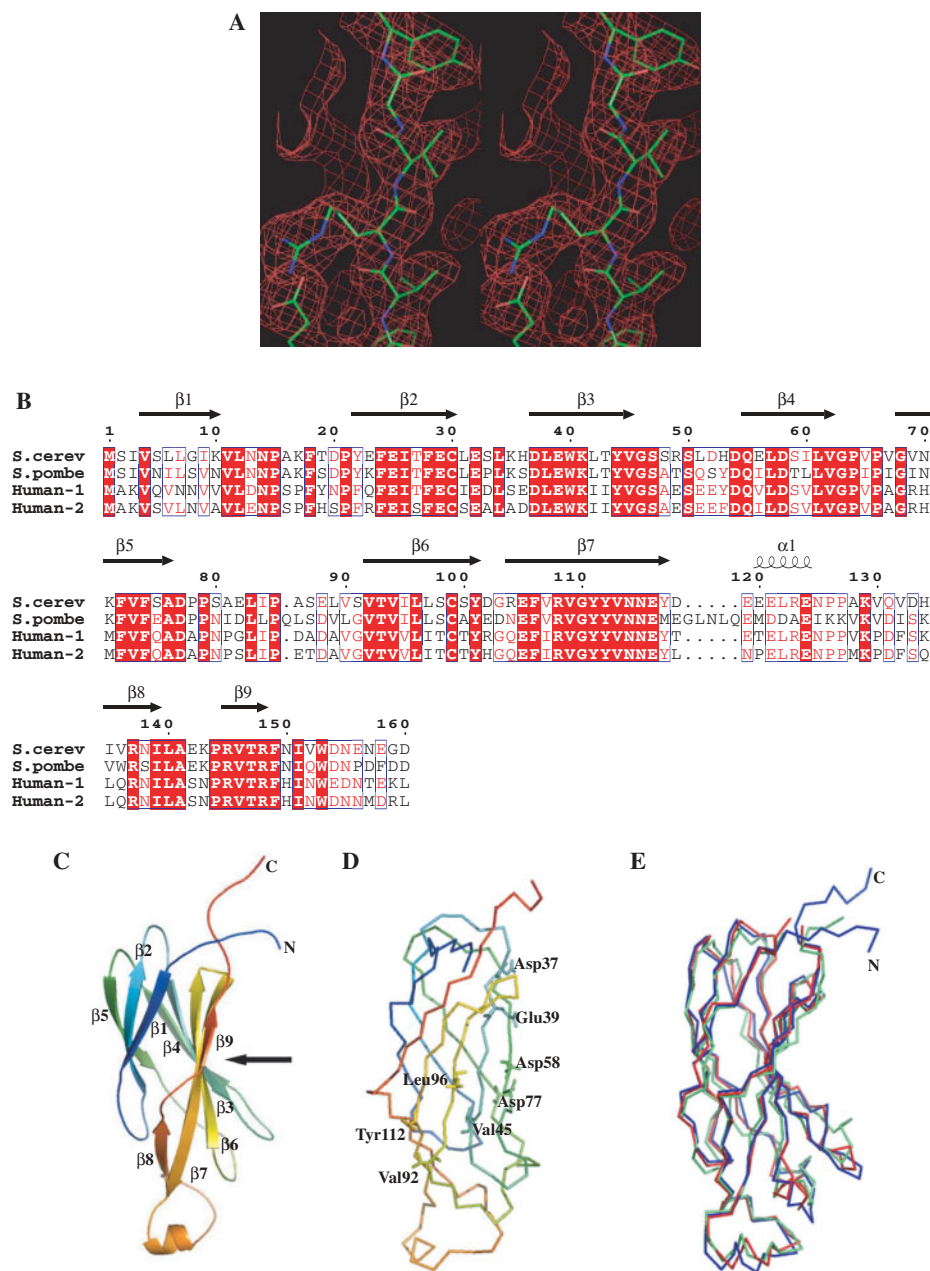 A
B
β1 β2 β3 β4
1 10 20 30 40 50 60 70
S.cerev MSIVSLLGIKVLNNPAKFTDPYEFEITFECLESLKHDLEWKLTYVGSSRSLDHDQELDSILVGPVPVGVN
S.pombe MSIVNILSVNVLNNPAKFSDPYKFEITFECLEPLKSDLEWKLTYVGSATSQSYDQILDTLLVGPIPIGIN
Human-1 MAKVQVNNVVVLDNPSPFYNPFQFEITFECIEDLSEDLEWKIIYVGSAESEEYDQVLDSVLVGPVPAGRH
Human-2 MAKVSVLNVAVLENPSPFHSPFRFEISFECSEALADDLEWKIIYVGSAESEEFDQILDSVLVGPVPAGRH
β5 β6 β7 α1
80 90 100 110 120 130
S.cerev KFVFSADPPSAELIP.ASELVSVTVILLSCSYDGREFVRVGYYVNNEYD.....EEELRENPPAKVQVDH
S.pombe KFVFEADPPNIDLLPQLSDVLGVTVILLSCAYEDNEFVRVGYYVNNEMEGLNLQEMDDAEIKKVKVDISK
Human-1 MFVFQADAPNPGLIP.DADAVGVTVVLITCTYRGQEFIRVGYYVNNEYT.....ETELRENPPVKPDFSK
Human-2 MFVFQADAPNPSLIP.ETDAVGVTVVLITCTYHGQEFIRVGYYVNNEYL.....NPELRENPPMKPDFSQ
β8 β9
140 150 160
S.cerev IVRNILAEKPRVTRFNIVWDNENEGD
S.pombe VWRSILAEKPRVTRFNIQWDNPDFDD
Human-1 LQRNILASNPRVTRFHINWEDNTEKL
Human-2 LQRNILASNPRVTRFHINWDNNMDRL
C
C
N
β2
β5
β1
β4
β9
β3
β6
β8
β7
D
Asp37
Glu39
Asp58
Leu96
Asp77
Tyr112
Val45
Val92
E
C
N